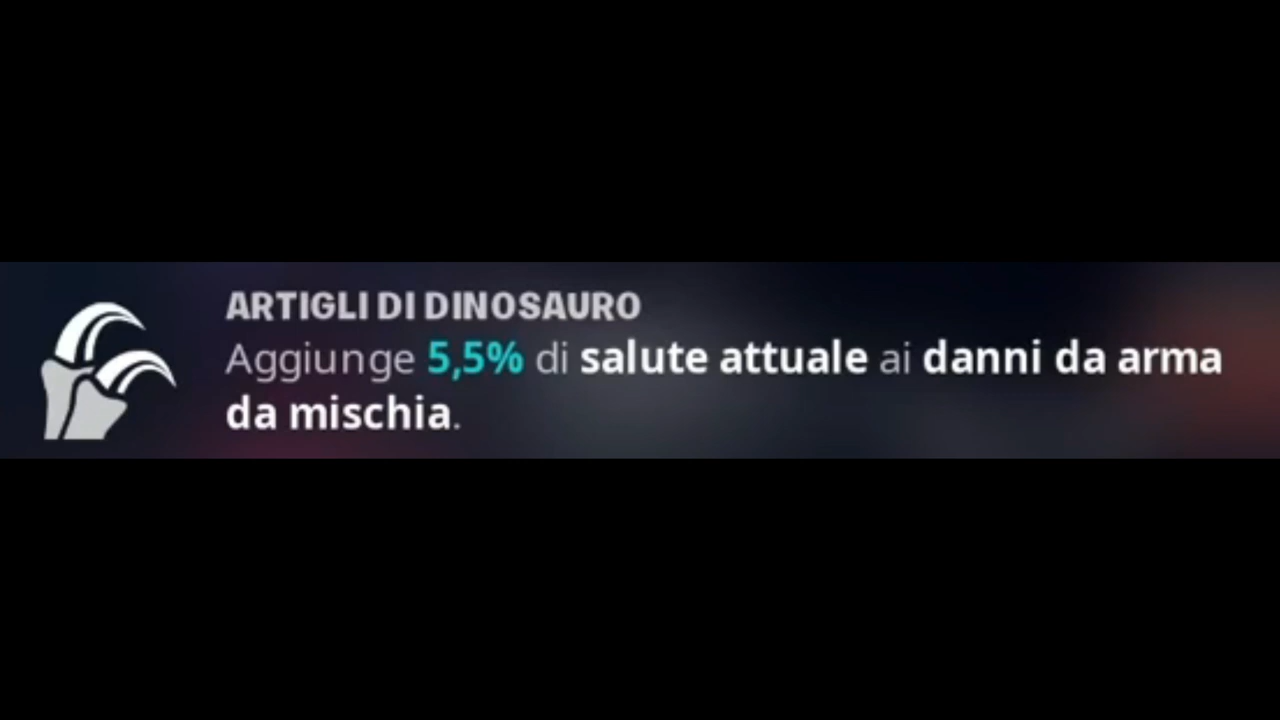 ARTIGLI DI DINOSAURO
Aggiunge 5,5% di salute attuale ai danni da arma
da mischia.